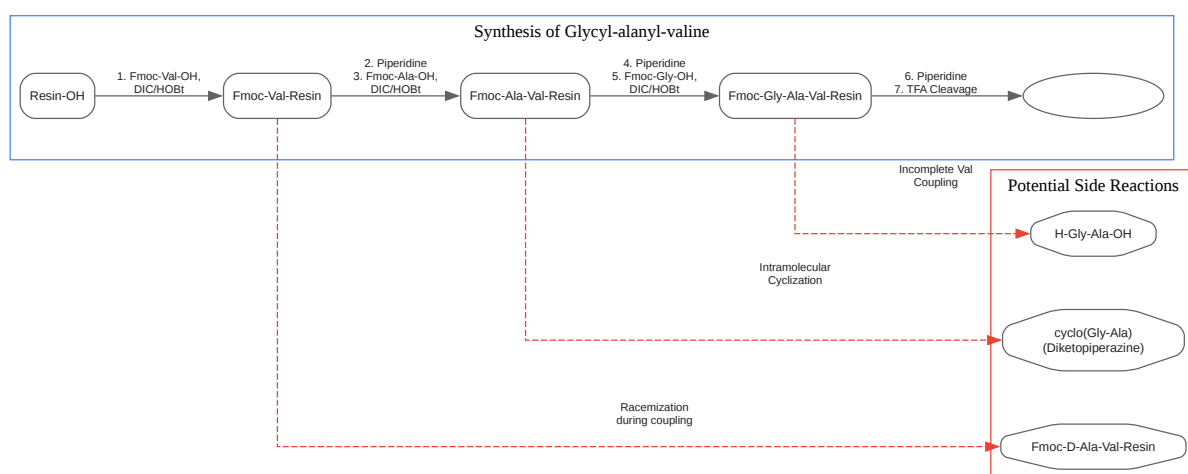 Synthesis of Glycyl-alanyl-valine
Resin-OH
1. Fmoc-Val-OH,
DIC/HOBt
Fmoc-Val-Resin
2. Piperidine
3. Fmoc-Ala-OH,
DIC/HOBt
Fmoc-Ala-Val-Resin
4. Piperidine
5. Fmoc-Gly-OH,
DIC/HOBt
Fmoc-Gly-Ala-Val-Resin
6. Piperidine
7. TFA Cleavage
Incomplete Val
Coupling
Potential Side Reactions
H-Gly-Ala-OH
Intramolecular
Cyclization
cyclo(Gly-Ala)
(Diketopiperazine)
Racemization
during coupling
Fmoc-D-Ala-Val-Resin